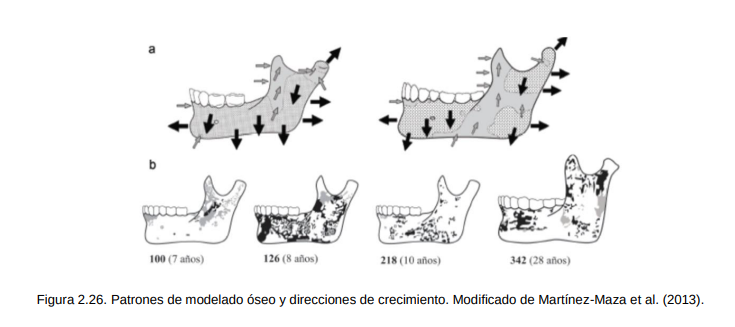 a
b
100 (7 años)
126 (8 años)
218 (10 años)
342 (28 años)
Figura 2.26. Patrones de modelado óseo y direcciones de crecimiento. Modificado de Martínez-Maza et al. (2013).